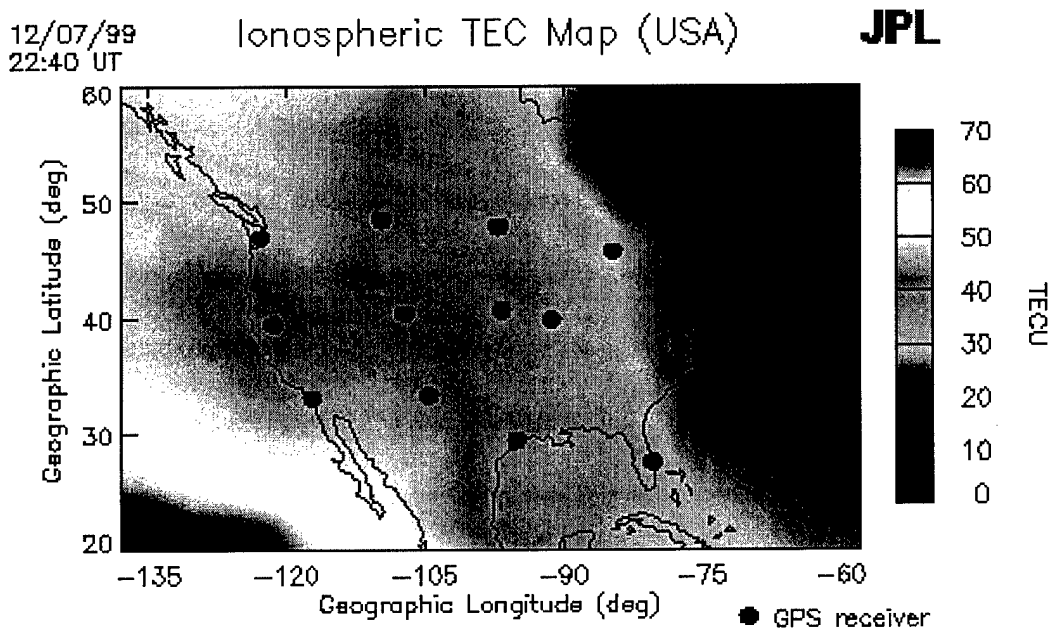 12/07/99
22:40 UT
Ionospheric TEC Map (USA)
JPL
60
50
40
30
20
Geographic Latitude (deg)
-135
-120
-105
-90
-75
-60
Geographic Longitude (deg)
GPS receiver
70
60
50
40
30
20
10
0
TECU